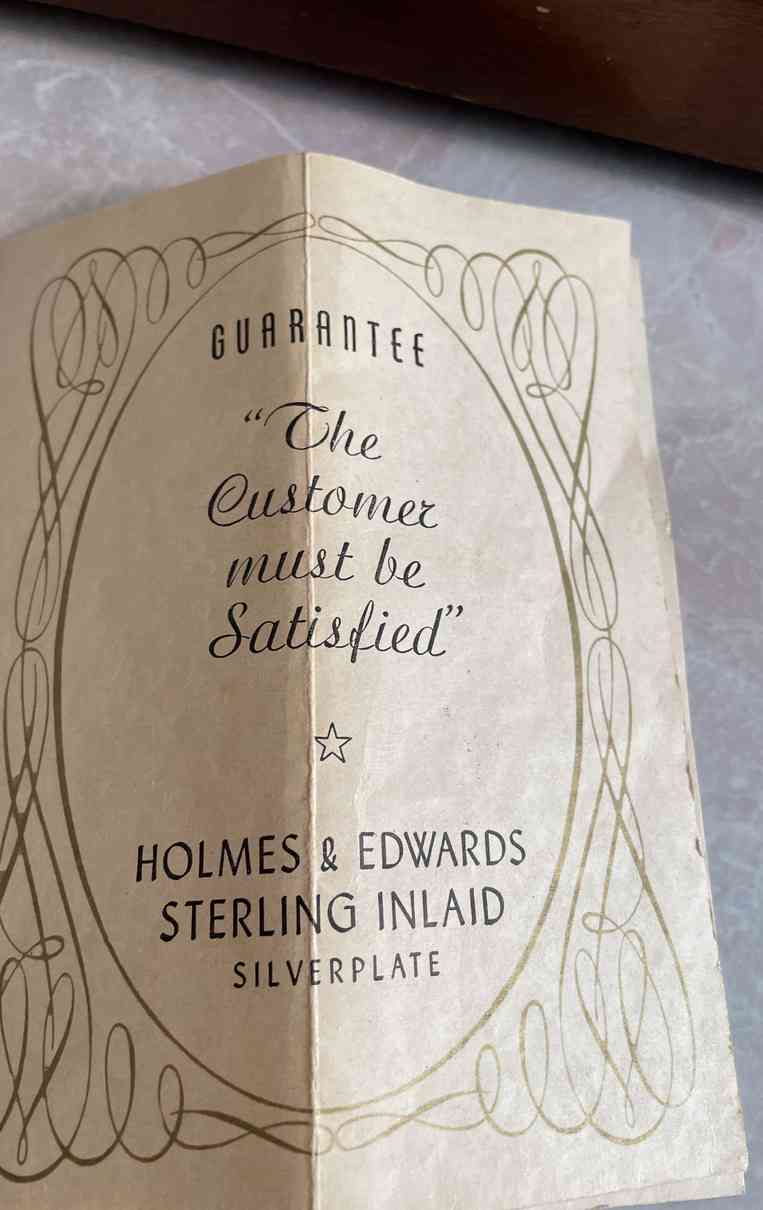 GUARANTEE
“The
Customer
must be
Satisfied”
HOLMES & EDWARDS
STERLING INLAID
SILVERPLATE